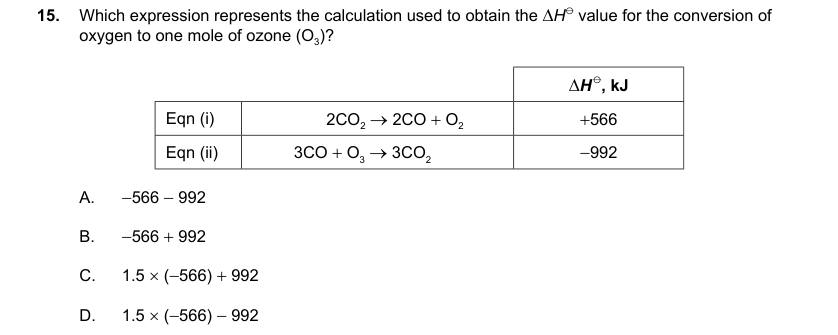 15. Which expression represents the calculation used to obtain the ΔH⊖ value for the conversion of
oxygen to one mole of ozone (O₃)?
ΔH⊖, kJ
Eqn (i) 2CO₂ → 2CO + O₂ +566
Eqn (ii) 3CO + O₃ → 3CO₂ –992
A. –566 – 992
B. –566 + 992
C. 1.5 × (–566) + 992
D. 1.5 × (–566) – 992